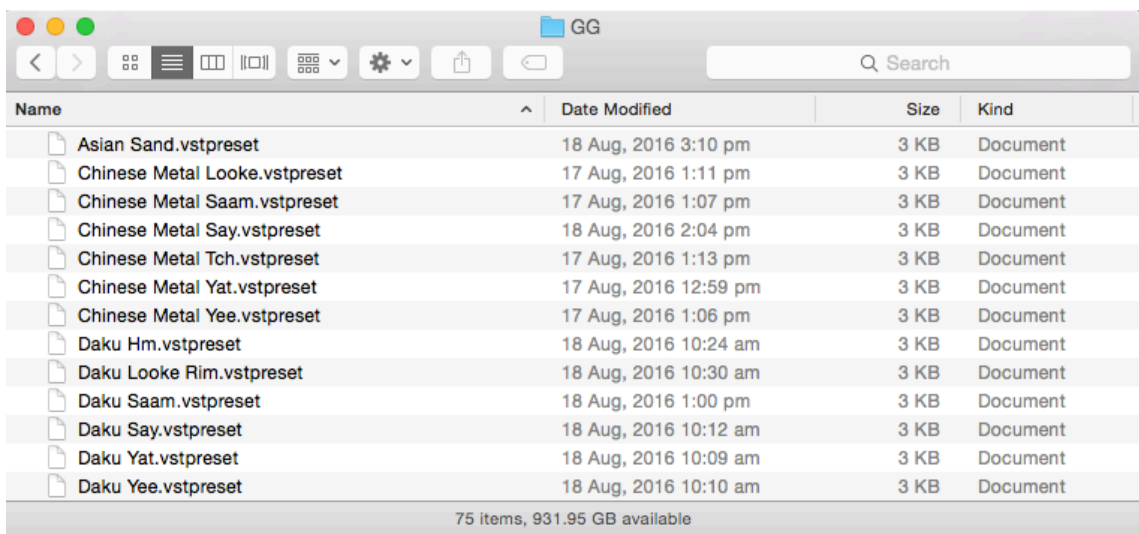 GG
Search
Name Date Modified Size Kind
Asian Sand.vstpreset 18 Aug, 2016 3:10 pm 3 KB Document
Chinese Metal Looke.vstpreset 17 Aug, 2016 1:11 pm 3 KB Document
Chinese Metal Saam.vstpreset 17 Aug, 2016 1:07 pm 3 KB Document
Chinese Metal Say.vstpreset 18 Aug, 2016 2:04 pm 3 KB Document
Chinese Metal Tch.vstpreset 17 Aug, 2016 1:13 pm 3 KB Document
Chinese Metal Yat.vstpreset 17 Aug, 2016 12:59 pm 3 KB Document
Chinese Metal Yee.vstpreset 17 Aug, 2016 1:06 pm 3 KB Document
Daku Hm.vstpreset 18 Aug, 2016 10:24 am 3 KB Document
Daku Looke Rim.vstpreset 18 Aug, 2016 10:30 am 3 KB Document
Daku Saam.vstpreset 18 Aug, 2016 1:00 pm 3 KB Document
Daku Say.vstpreset 18 Aug, 2016 10:12 am 3 KB Document
Daku Yat.vstpreset 18 Aug, 2016 10:09 am 3 KB Document
Daku Yee.vstpreset 18 Aug, 2016 10:10 am 3 KB Document
75 items, 931.95 GB available